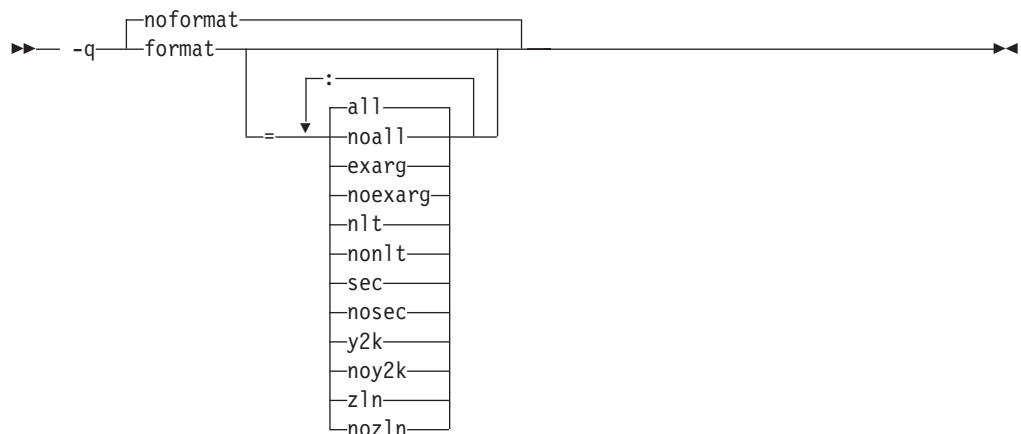 noformat
-q format
:
all
= noall
exarg
noexarg
nlt
nonlt
sec
nosec
y2k
noy2k
zln
nozln